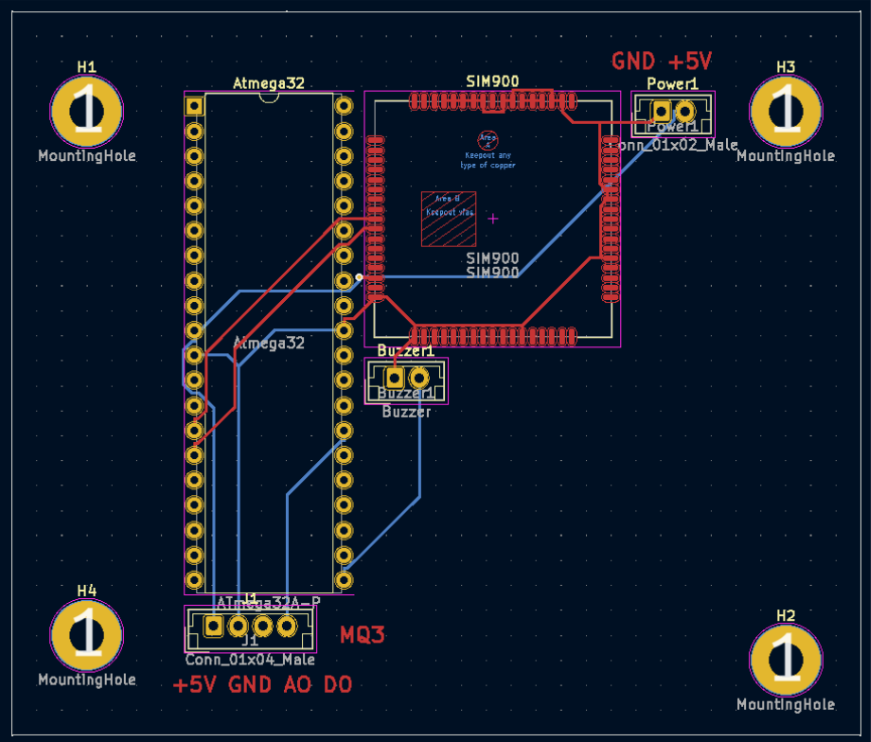 GND +5V
H1
Atmega32
SIM900
Power1
H3
1
1
Power1
MountingHole
Conn_01x02_Male
MountingHole
Area
A
Keepout any
type of copper
Area B
Keepout vias
SIM900
SIM900
Atmega32
Buzzer1
Buzzer1
Buzzer
H4
J1
ATmega32A-P
H2
1
J1
MQ3
1
Conn_01x04_Male
MountingHole
+5V GND AO DO
MountingHole